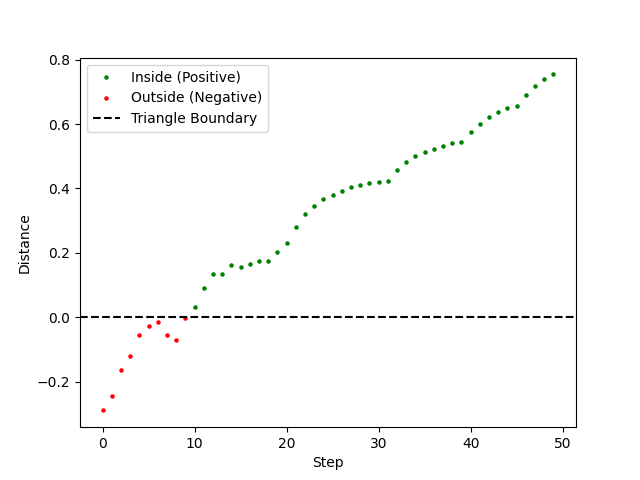 0.8
0.6
0.4
0.2
0.0
−0.2
Distance
Inside (Positive)
Outside (Negative)
Triangle Boundary
0 10 20 30 40 50
Step